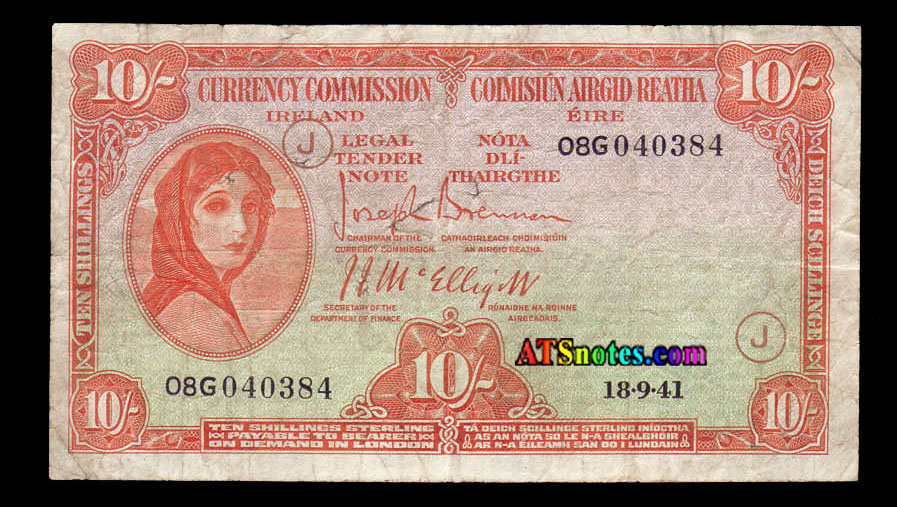 10/-
10/-
CURRENCY COMMISSION
COIMISIÚN AIRGID REATHA
IRELAND
ÉIRE
J
LEGAL TENDER NOTE
NÓTA DLÍ-THAIRGTHE
08G040384
Joseph Brennan
CHAIRMAN OF THE CURRENCY COMMISSION.
CATHAOIRLEACH CHOIMISIÚIN AN AIRGID REATHA.
J J McElligott
SECRETARY OF THE DEPARTMENT OF FINANCE.
RÚNAIDHE NA ROINNE AIRGEADAIS.
TEN SHILLINGS
DEICH SCILLINGE
J
ATSnotes.com
08G040384
10/-
18·9·41
10/-
10/-
TEN SHILLINGS STERLING
PAYABLE TO BEARER
ON DEMAND IN LONDON
TÁ DEICH SCILLINGE STERLING INÍOCTHA
AS AN NÓTA SO LE N-A SHEALBHÓIR
AR N-A ÉILEAMH SAN DO I LUNDAIN